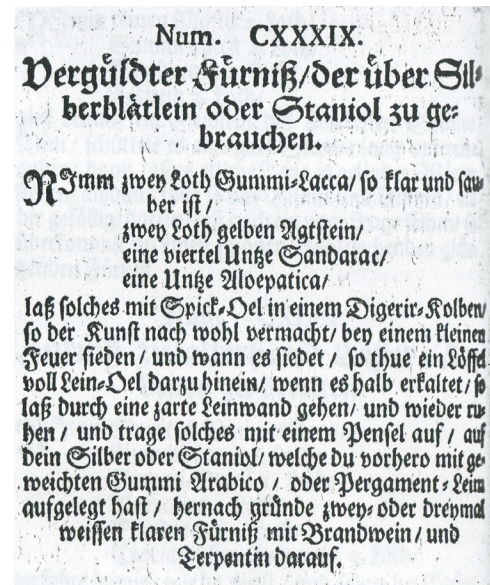 Num. CXXXIX.
Vergüldter Fürniß/der über Sil-
berblätlein oder Staniol zu ge-
brauchen.
NImm zwey Loth Gummi-Lacca/ so klar und sau-
ber ist /
zwey Loth gelben Agtstein/
eine viertel Untze Sandarac/
eine Untze Aloepatica/
laß solches mit Spick-Oel in einem Digerir-Kolben/
so der Kunst nach wohl vermacht/ bey einem kleinen
Feuer sieden/ und wann es siedet / so thue ein Löffel
voll Lein-Oel darzu hinein/ wenn es halb erkaltet/ so
laß durch eine zarte Leinwand gehen/ und wieder ru-
hen / und trage solches mit einem Pensel auf / auf
dein Silber oder Staniol/ welche du vorhero mit ge-
weichten Gummi Arabico / oder Pergament-Leim
aufgelegt hast / hernach gründe zwey- oder dreymal
weissen klaren Fürniß mit Brandwein/ und
Terpentin darauf.